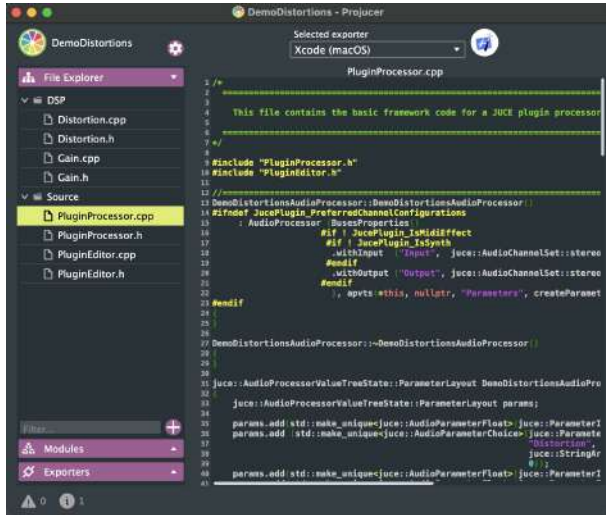 DemoDistortions - Projucer
DemoDistortions
Selected exporter
Xcode (macOS)
File Explorer
DSP
Distortion.cpp
Distortion.h
Gain.cpp
Gain.h
Source
PluginProcessor.cpp
PluginProcessor.h
PluginEditor.cpp
PluginEditor.h
Filter...
Modules
Exporters
0
1
PluginProcessor.cpp
1 /*
2 ==============================
3
4 This file contains the basic framework code for a JUCE plugin processor
5
6 ==============================
7 */
8
9 #include "PluginProcessor.h"
10 #include "PluginEditor.h"
11
12 //==============================
13 DemoDistortionsAudioProcessor::DemoDistortionsAudioProcessor()
14 #ifndef JucePlugin_PreferredChannelConfigurations
15 : AudioProcessor (BusesProperties()
16 #if ! JucePlugin_IsMidiEffect
17 #if ! JucePlugin_IsSynth
18 .withInput ("Input", juce::AudioChannelSet::stereo
19 #endif
20 .withOutput ("Output", juce::AudioChannelSet::stereo
21 #endif
22 ), apvts(*this, nullptr, "Parameters", createParamet
23 #endif
24 {
25 }
26
27 DemoDistortionsAudioProcessor::~DemoDistortionsAudioProcessor()
28 {
29 }
30
31 juce::AudioProcessorValueTreeState::ParameterLayout DemoDistortionsAudioPro
32 {
33 juce::AudioProcessorValueTreeState::ParameterLayout params;
34
35 params.add(std::make_unique<juce::AudioParameterFloat>(juce::ParameterI
36 params.add (std::make_unique<juce::AudioParameterChoice>(juce::Paramete
37 "Distortion",
38 juce::StringAr
39 0));
40 params.add(std::make_unique<juce::AudioParameterFloat>(juce::ParameterI
41